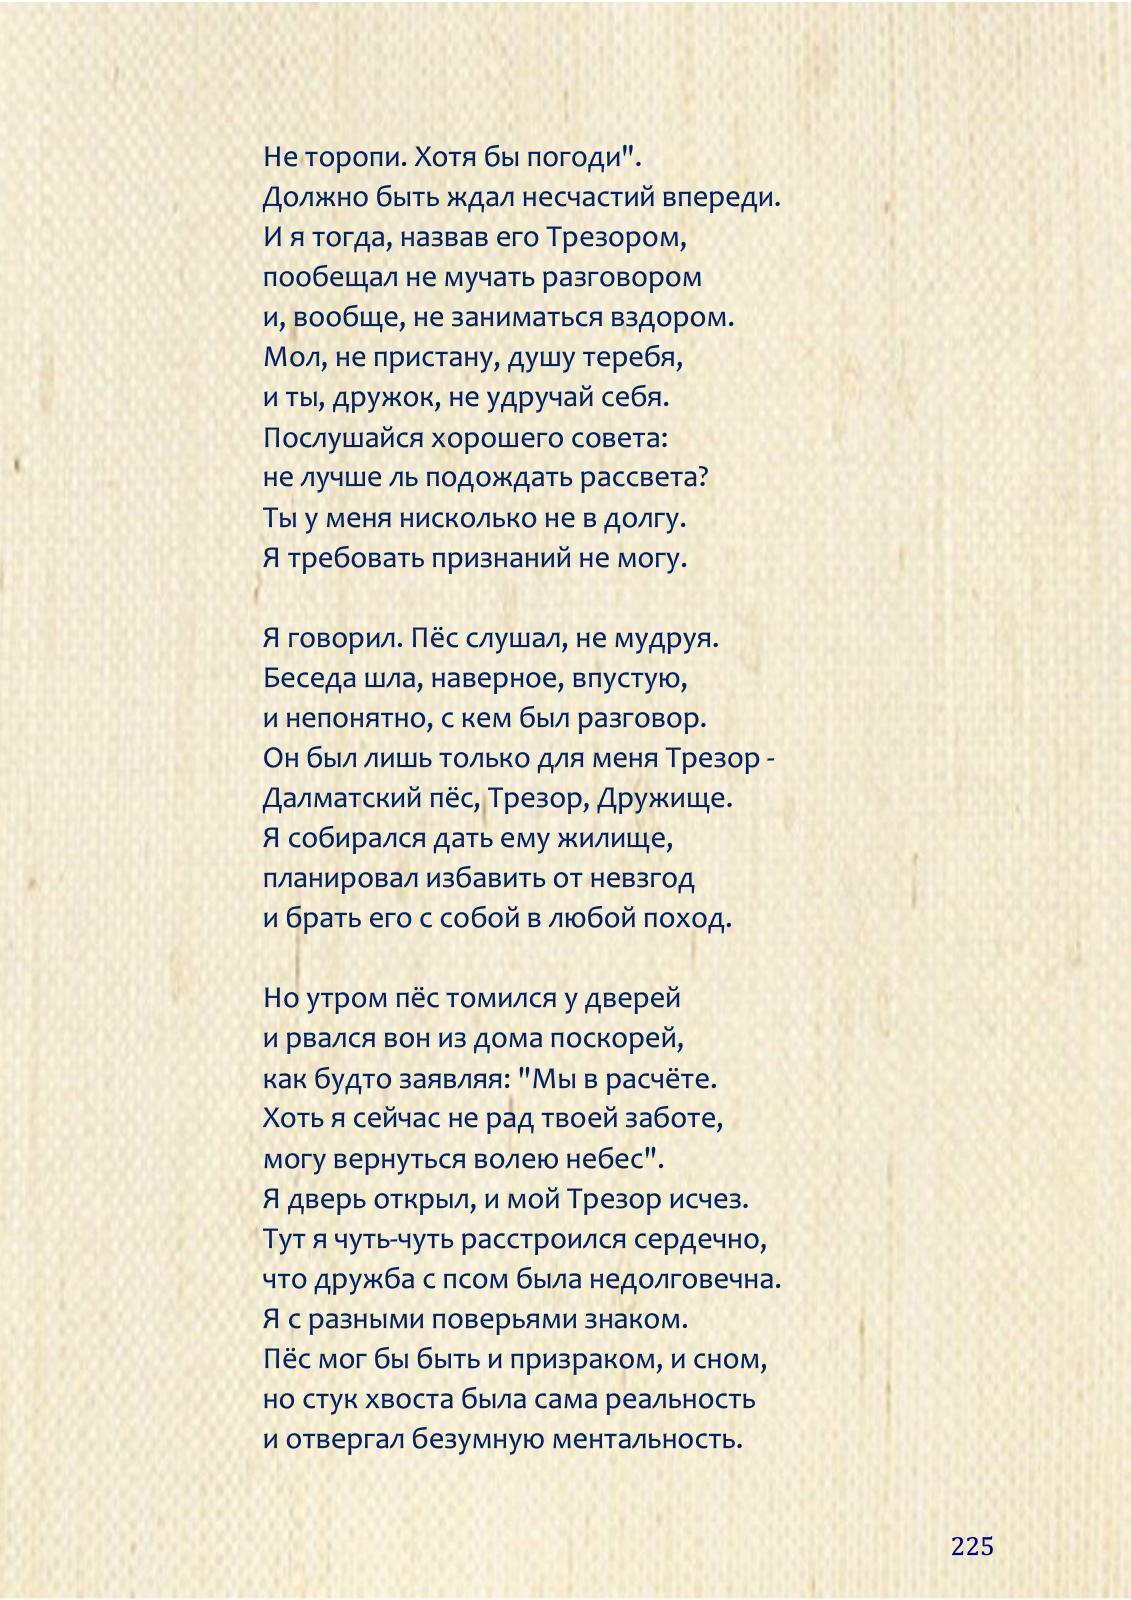 Не торопи. Хотя бы погоди".
Должно быть ждал несчастий впереди.
И я тогда, назвав его Трезором,
пообещал не мучать разговором
и, вообще, не заниматься вздором.
Мол, не пристану, душу теребя,
и ты, дружок, не удручай себя.
Послушайся хорошего совета:
не лучше ль подождать рассвета?
Ты у меня нисколько не в долгу.
Я требовать признаний не могу.

Я говорил. Пёс слушал, не мудруя.
Беседа шла, наверное, впустую,
и непонятно, с кем был разговор.
Он был лишь только для меня Трезор -
Далматский пёс, Трезор, Дружище.
Я собирался дать ему жилище,
планировал избавить от невзгод
и брать его с собой в любой поход.

Но утром пёс томился у дверей
и рвался вон из дома поскорей,
как будто заявляя: "Мы в расчёте.
Хоть я сейчас не рад твоей заботе,
могу вернуться волею небес".
Я дверь открыл, и мой Трезор исчез.
Тут я чуть-чуть расстроился сердечно,
что дружба с псом была недолговечна.
Я с разными поверьями знаком.
Пёс мог бы быть и призраком, и сном,
но стук хвоста была сама реальность
и отвергал безумную ментальность.

225